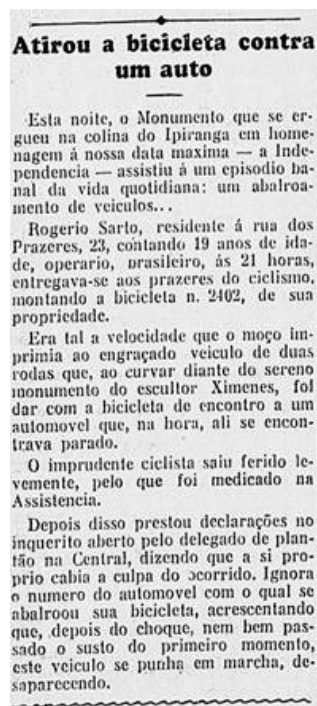 Atirou a bicicleta contra
um auto
Esta noite, o Monumento que se er-
gueu na colina do Ipiranga em home-
nagem á nossa data maxima — a Inde-
pendencia — assistiu á um episodio ba-
nal da vida quotidiana: um abalroa-
mento de veiculos...
Rogerio Sarto, residente á rua dos
Prazeres, 23, contando 19 anos de ida-
de, operario, brasileiro, ás 21 horas,
entregava-se aos prazeres do ciclismo,
montando a bicicleta n. 2402, de sua
propriedade.
Era tal a velocidade que o moço im-
primia ao engraçado veiculo de duas
rodas que, ao curvar diante do sereno
monumento do escultor Ximenes, foi
dar com a bicicleta de encontro a um
automovel que, na hora, ali se encon-
trava parado.
O imprudente ciclista saiu ferido le-
vemente, pelo que foi medicado na
Assistencia.
Depois disso prestou declarações no
inquerito aberto pelo delegado de plan-
tão na Central, dizendo que a si pro-
prio cabia a culpa do ocorrido. Ignora
o numero do automovel com o qual se
abalroou sua bicicleta, acrescentando
que, depois do choque, nem bem pas-
sado o susto do primeiro momento,
este veiculo se punha em marcha, de-
saparecendo.